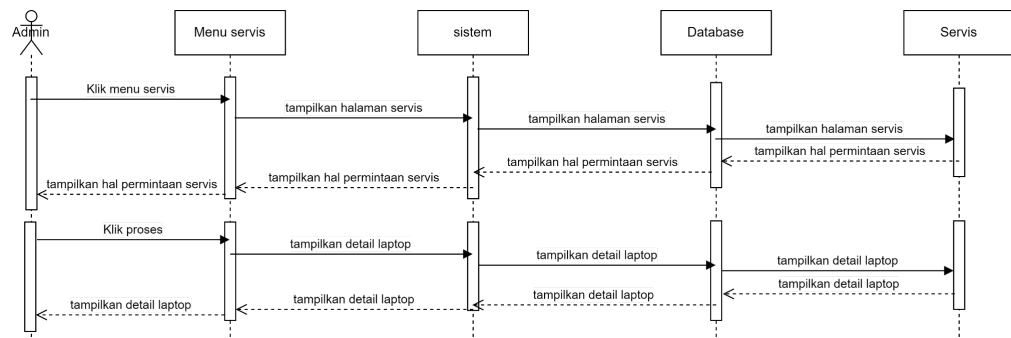 Admin
Menu servis
sistem
Database
Servis
Klik menu servis
tampilkan halaman servis
tampilkan halaman servis
tampilkan halaman servis
tampilkan hal permintaan servis
tampilkan hal permintaan servis
tampilkan hal permintaan servis
tampilkan hal permintaan servis
Klik proses
tampilkan detail laptop
tampilkan detail laptop
tampilkan detail laptop
tampilkan detail laptop
tampilkan detail laptop
tampilkan detail laptop
tampilkan detail laptop